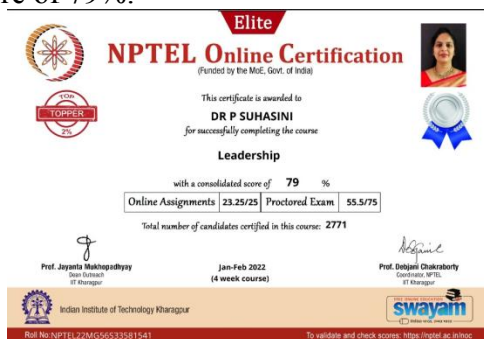 Elite
NPTEL Online Certification
(Funded by the MoE, Govt. of India)
This certificate is awarded to
TOP
TOPPER
2%
DR P SUHASINI
for successfully completing the course
Leadership
with a consolidated score of 79 %
Online Assignments 23.25/25 Proctored Exam 55.5/75
Total number of candidates certified in this course: 2771
Prof. Jayanta Mukhopadhyay
Dean Outreach
IIT Kharagpur
Jan-Feb 2022
(4 week course)
Prof. Debjani Chakraborty
Coordinator, NPTEL
IIT Kharagpur
Indian Institute of Technology Kharagpur
FREE ONLINE EDUCATION
swayam
Roll No:NPTEL22MG56S33581541
To validate and check scores: https://nptel.ac.in/noc